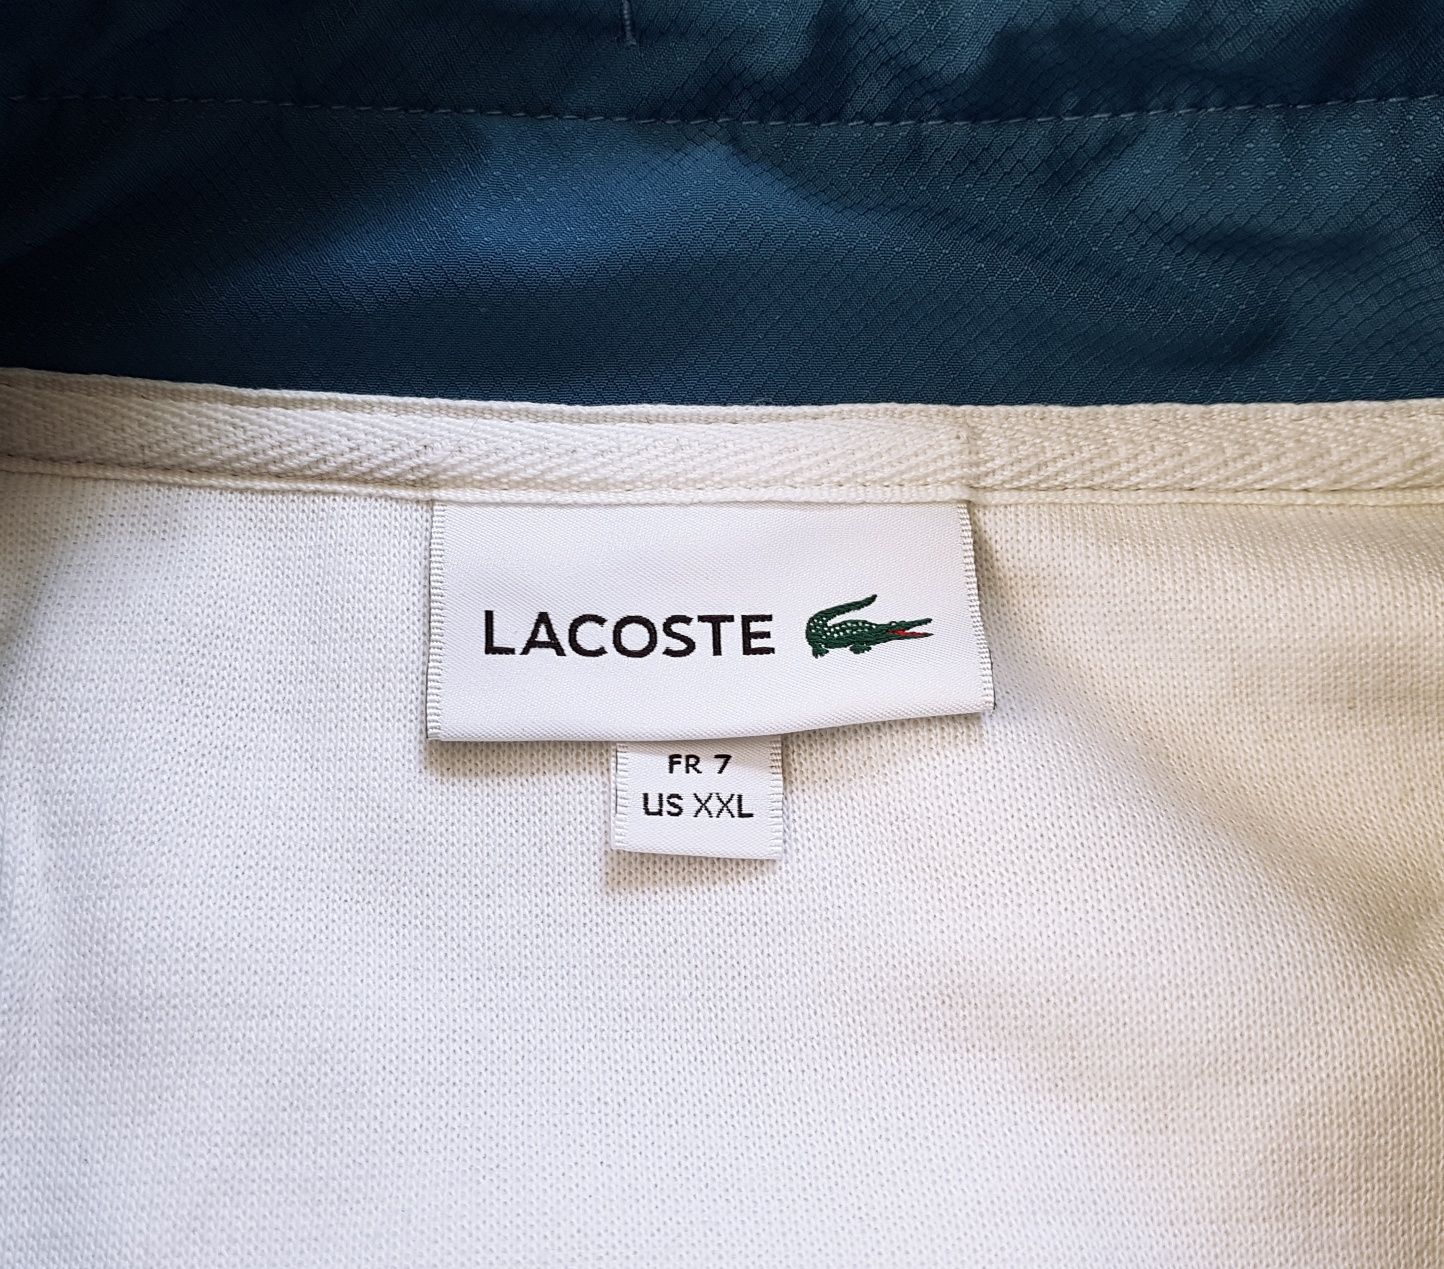 LACOSTE
FR 7
US XXL